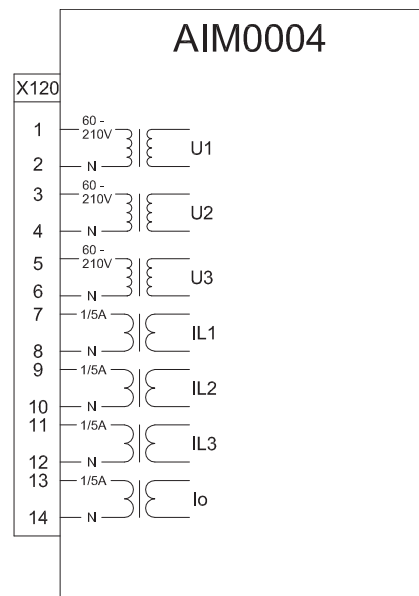 AIM0004
X120
1 60 -
210V
U1
2 N
3 60 -
210V
U2
4 N
5 60 -
210V
U3
6 N
7 1/5A
IL1
8 N
9 1/5A
IL2
10 N
11 1/5A
IL3
12 N
13 1/5A
Io
14 N